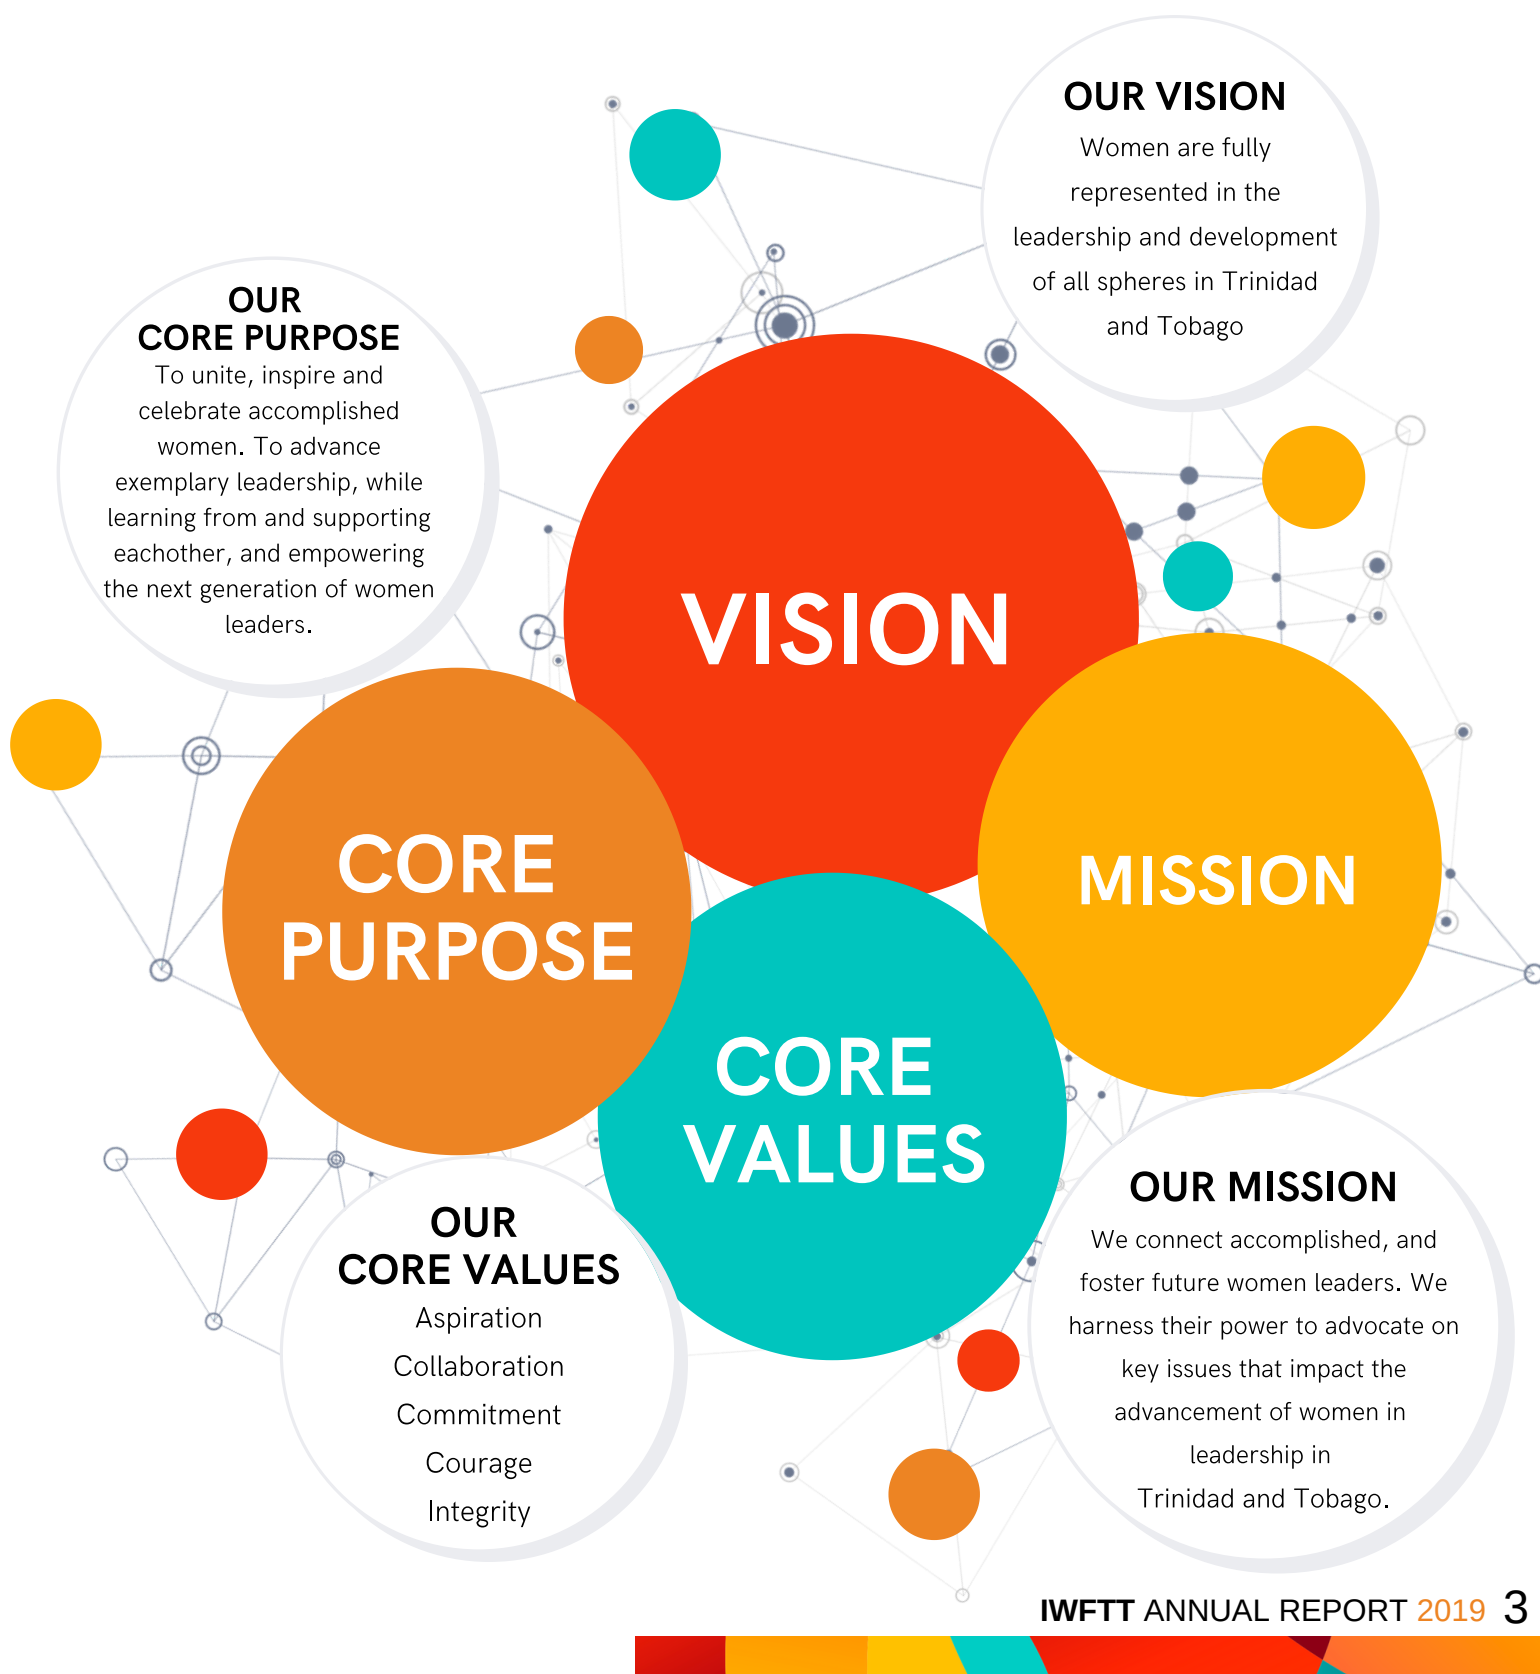 OUR VISION
Women are fully
represented in the
leadership and development
of all spheres in Trinidad
and Tobago
OUR
CORE PURPOSE
To unite, inspire and
celebrate accomplished
women. To advance
exemplary leadership, while
learning from and supporting
eachother, and empowering
the next generation of women
leaders.
VISION
CORE
PURPOSE
MISSION
CORE
VALUES
OUR
CORE VALUES
Aspiration
Collaboration
Commitment
Courage
Integrity
OUR MISSION
We connect accomplished, and
foster future women leaders. We
harness their power to advocate on
key issues that impact the
advancement of women in
leadership in
Trinidad and Tobago.
IWFTT ANNUAL REPORT 2019 3